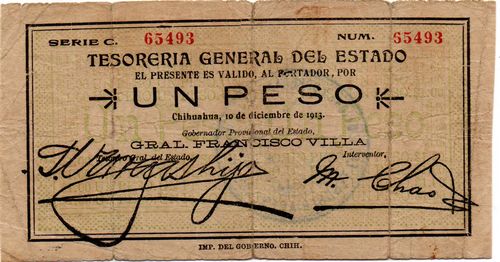 SERIE C. 65493 NUM. 65493
TESORERIA GENERAL DEL ESTADO
EL PRESENTE ES VALIDO, AL PORTADOR, POR
UN PESO
Chihuahua, 10 de diciembre de 1913.
Gobernador Provisional del Estado,
GRAL. FRANCISCO VILLA
Tesorero Gral. del Estado, Interventor,
M. Chao
IMP. DEL GOBIERNO. CHIH.